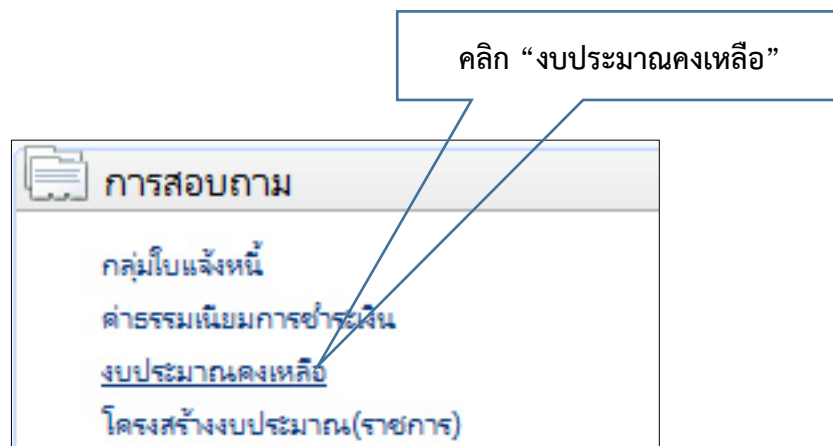 คลิก “งบประมาณคงเหลือ”
การสอบถาม
กลุ่มใบแจ้งหนี้
ค่าธรรมเนียมการชำระเงิน
งบประมาณคงเหลือ
โครงสร้างงบประมาณ(ราชการ)